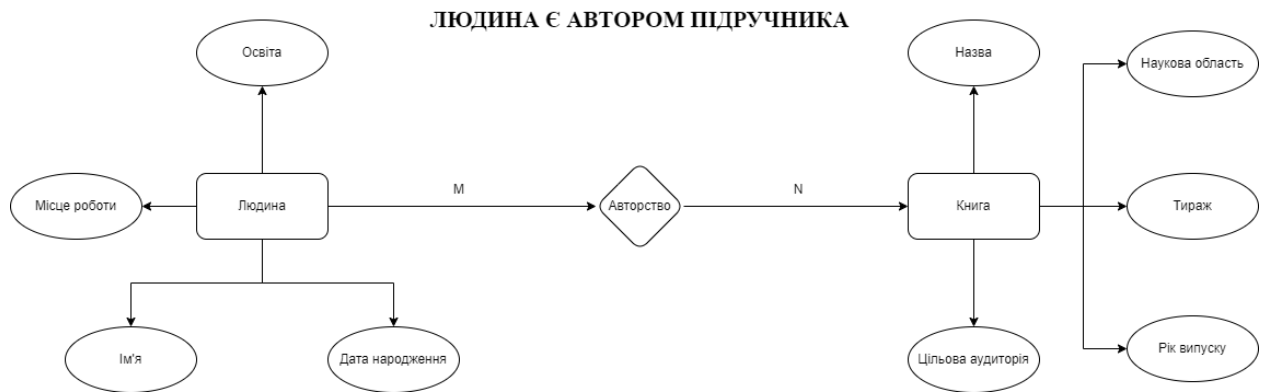 ЛЮДИНА Є АВТОРОМ ПІДРУЧНИКА
Освіта
Назва
Наукова область
Місце роботи
Людина
M
Авторство
N
Книга
Тираж
Ім'я
Дата народження
Цільова аудиторія
Рік випуску